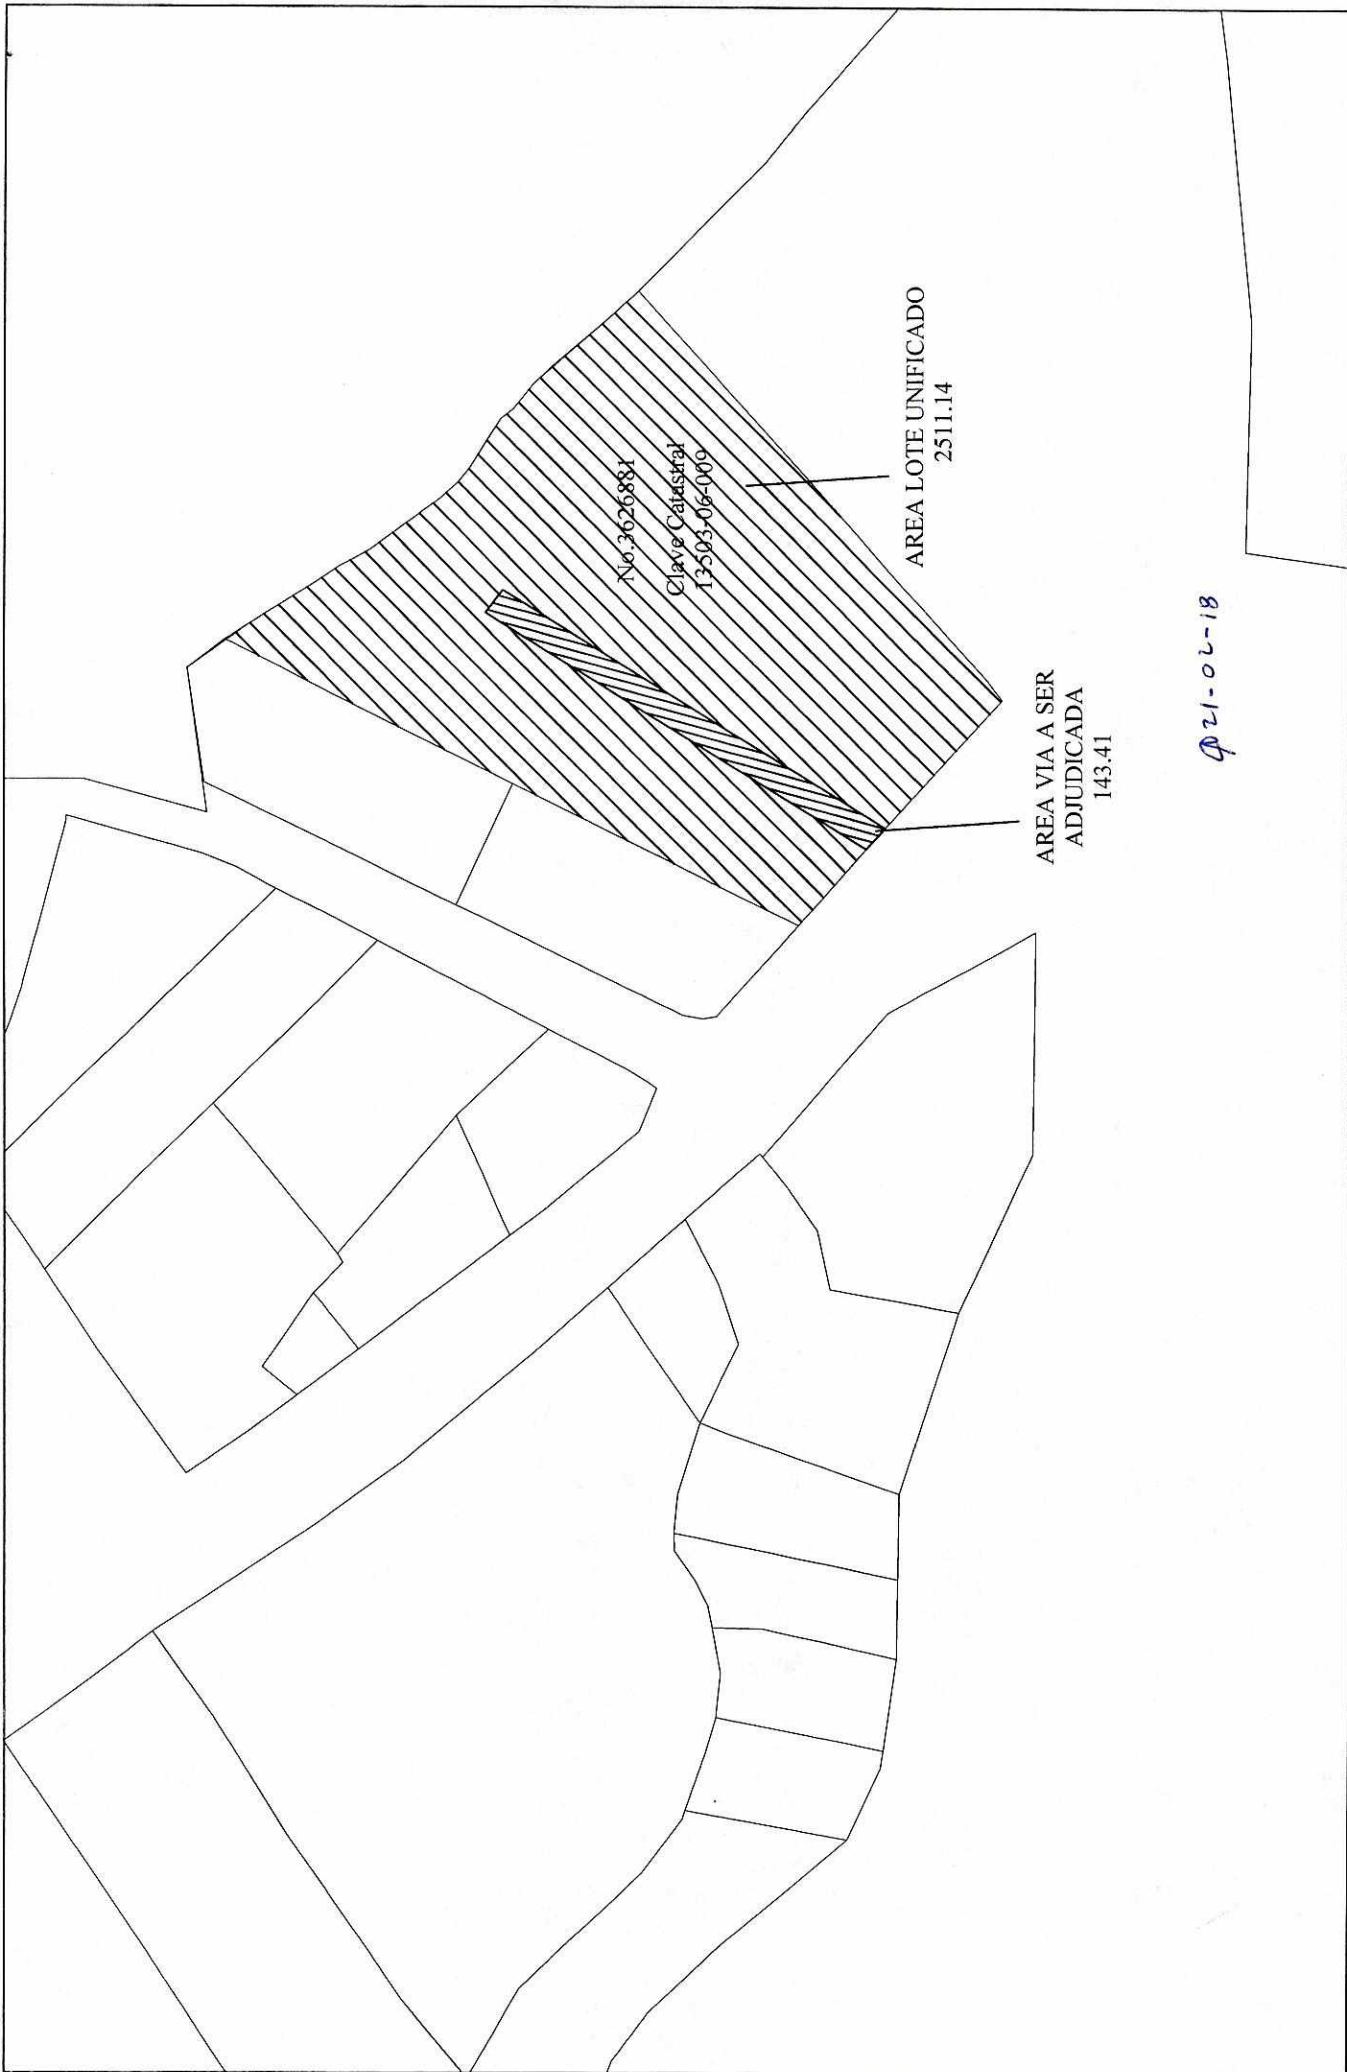 No.3626881
Clave Catastral
13503-06-009
AREA LOTE UNIFICADO
2511.14
AREA VIA A SER
ADJUDICADA
143.41
21-02-18